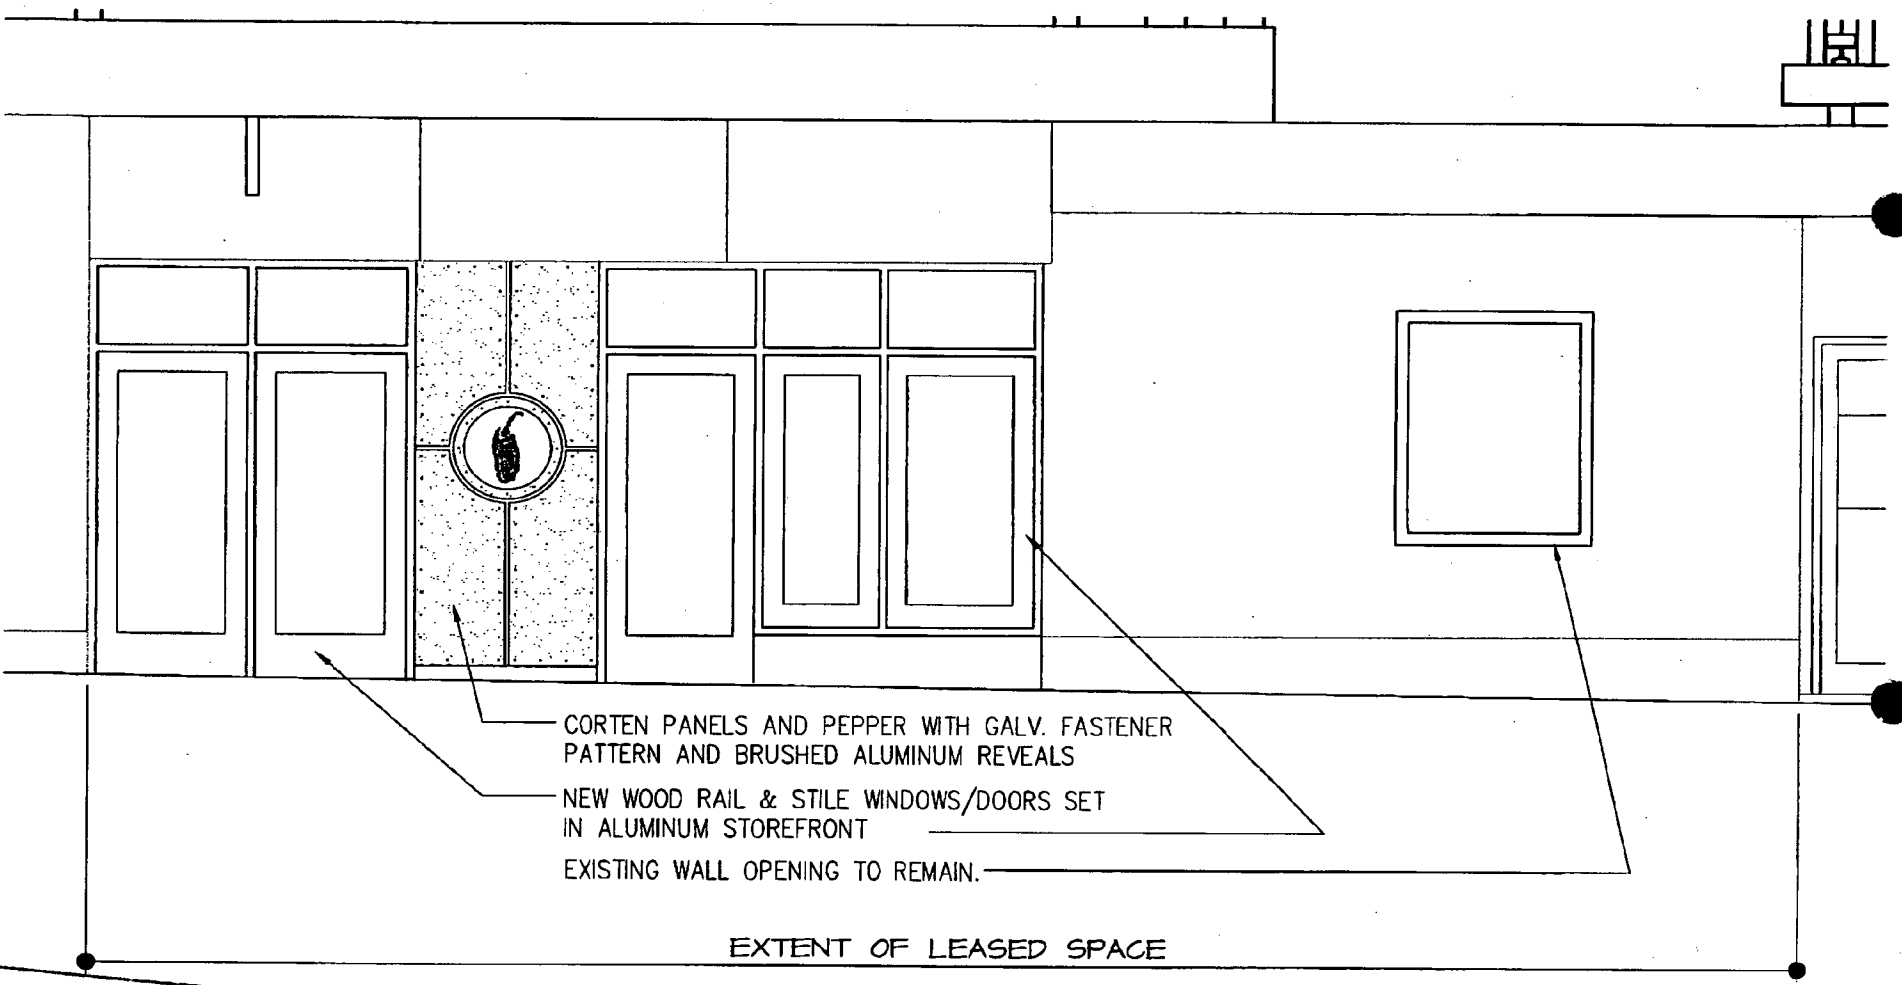 CORTEN PANELS AND PEPPER WITH GALV. FASTENER
PATTERN AND BRUSHED ALUMINUM REVEALS
NEW WOOD RAIL & STILE WINDOWS/DOORS SET
IN ALUMINUM STOREFRONT
EXISTING WALL OPENING TO REMAIN.
EXTENT OF LEASED SPACE